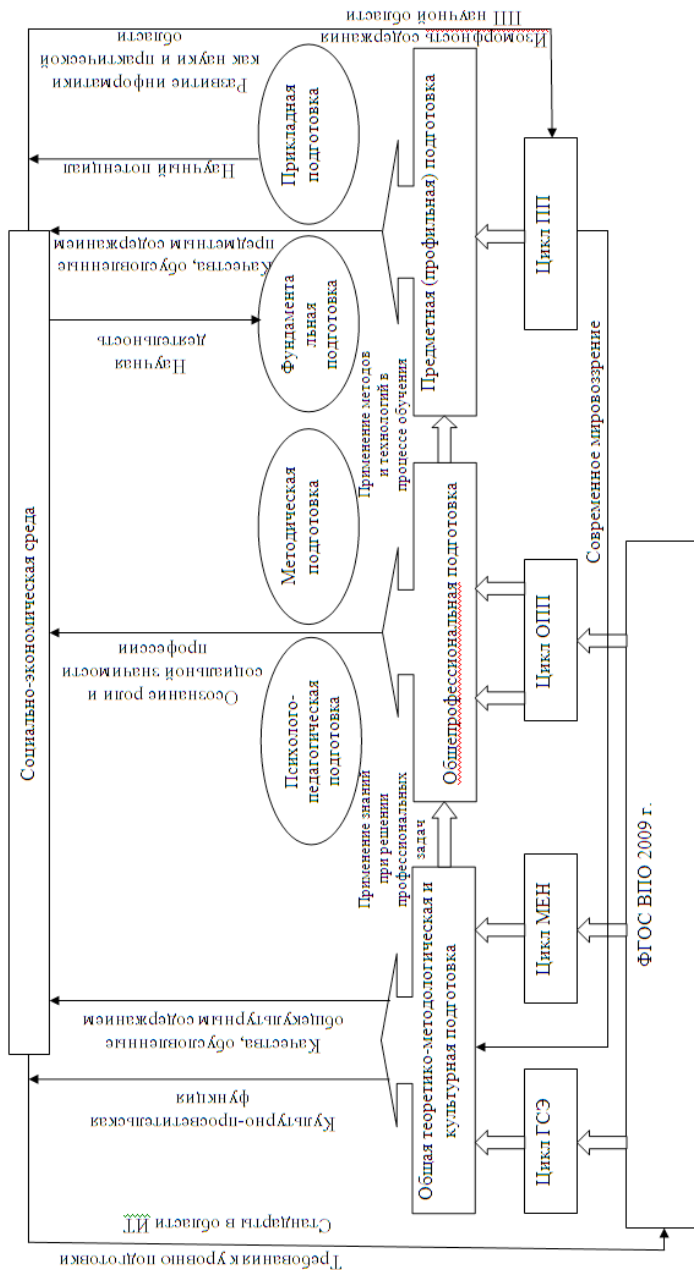 Социально-экономическая среда
Требования к уровню подготовки
Стандарты в области ИТ
Культурно-просветительская
функция
Качества, обусловленные
общекультурным содержанием
Осознание роли и
социальной значимости
профессии
Научная
деятельность
Качества, обусловленные
предметным содержанием
Научный потенциал
Развитие информатики
как науки и практической
области
Изоморфность содержания
ПП научной области
Психолого-
педагогическая
подготовка
Методическая
подготовка
Фундамента
льная
подготовка
Прикладная
подготовка
Применение знаний
при решении
профессиональных
задач
Применение методов
и технологий в
процессе обучения
Общая теоретико-методологическая и
культурная подготовка
Общепрофессиональная подготовка
Предметная (профильная) подготовка
Цикл ГСЭ
Цикл МЕН
Цикл ОПП
Цикл ПП
Современное мировоззрение
ФГОС ВПО 2009 г.